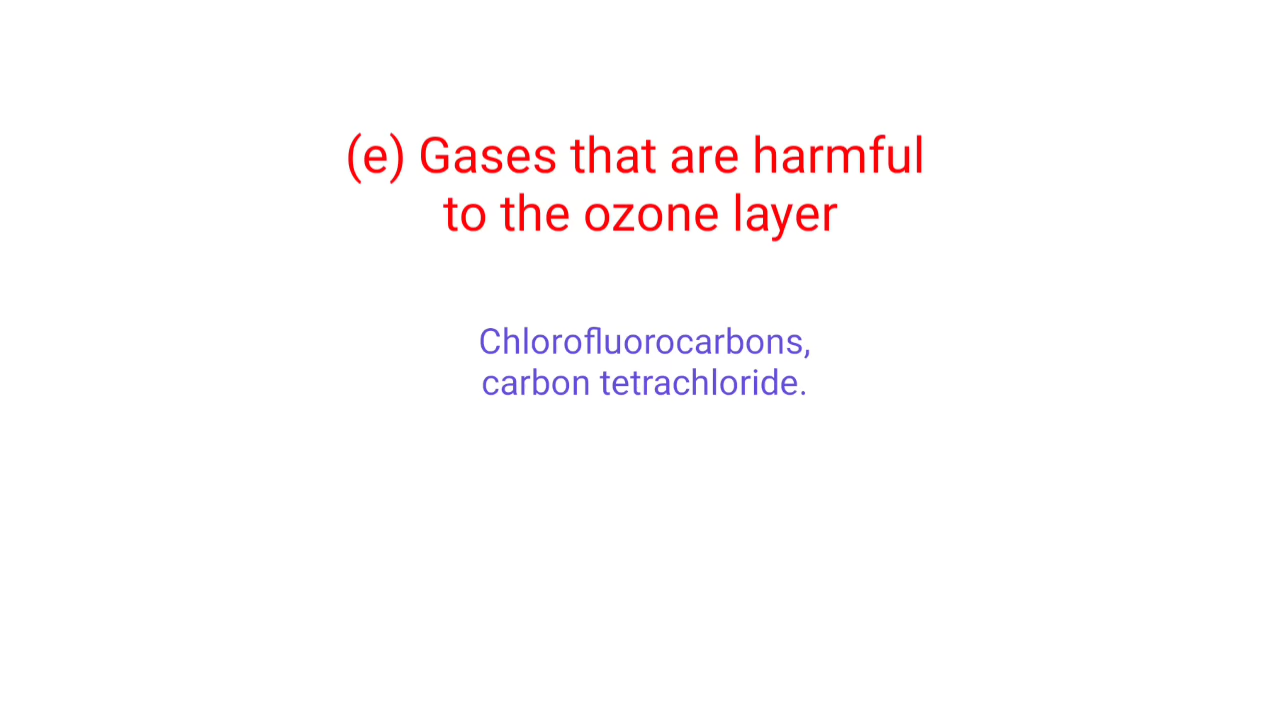 (e) Gases that are harmful
to the ozone layer
Chlorofluorocarbons,
carbon tetrachloride.